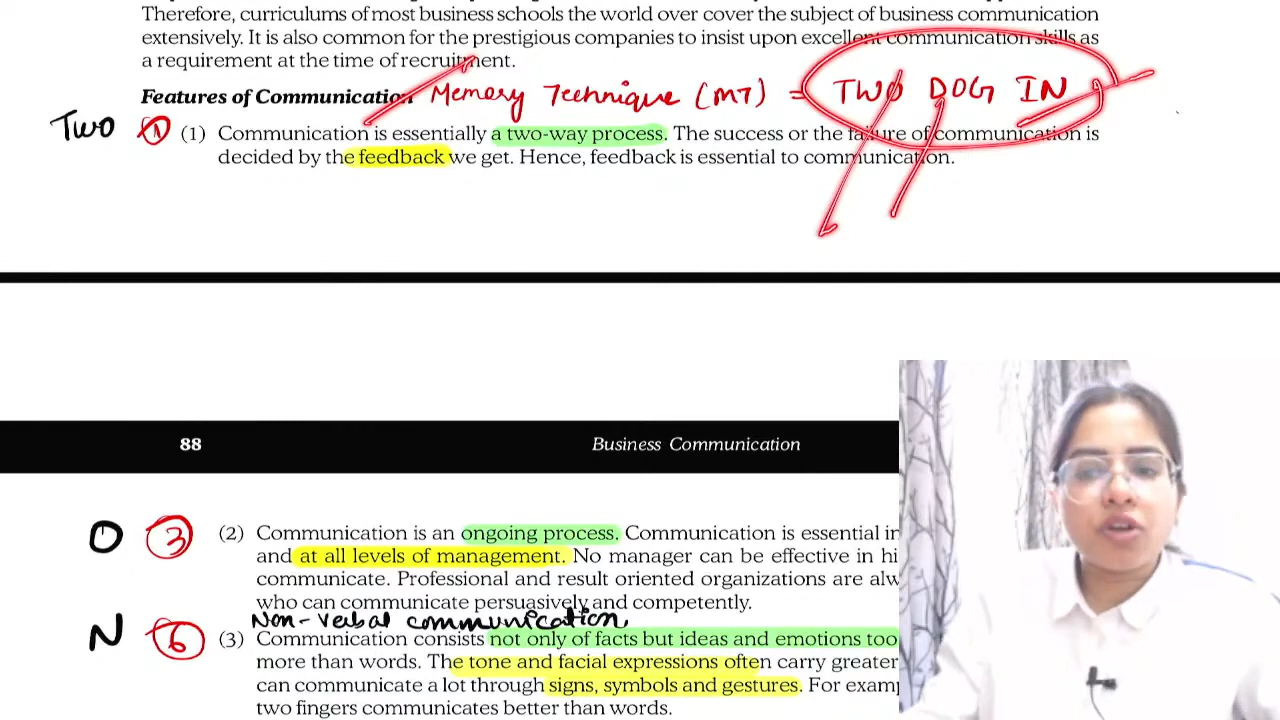 Therefore, curriculums of most business schools the world over cover the subject of business communication
extensively. It is also common for the prestigious companies to insist upon excellent communication skills as
a requirement at the time of recruitment.
Features of Communication Memory Technique (MT) = TWO DOG IN
Two 1 (1) Communication is essentially a two-way process. The success or the failure of communication is
decided by the feedback we get. Hence, feedback is essential to communication.
88 Business Communication
O 3 (2) Communication is an ongoing process. Communication is essential in
and at all levels of management. No manager can be effective in hi
communicate. Professional and result oriented organizations are alw
who can communicate persuasively and competently.
Non-verbal communication,
N 6 (3) Communication consists not only of facts but ideas and emotions too
more than words. The tone and facial expressions often carry greater
can communicate a lot through signs, symbols and gestures. For examp
two fingers communicates better than words.